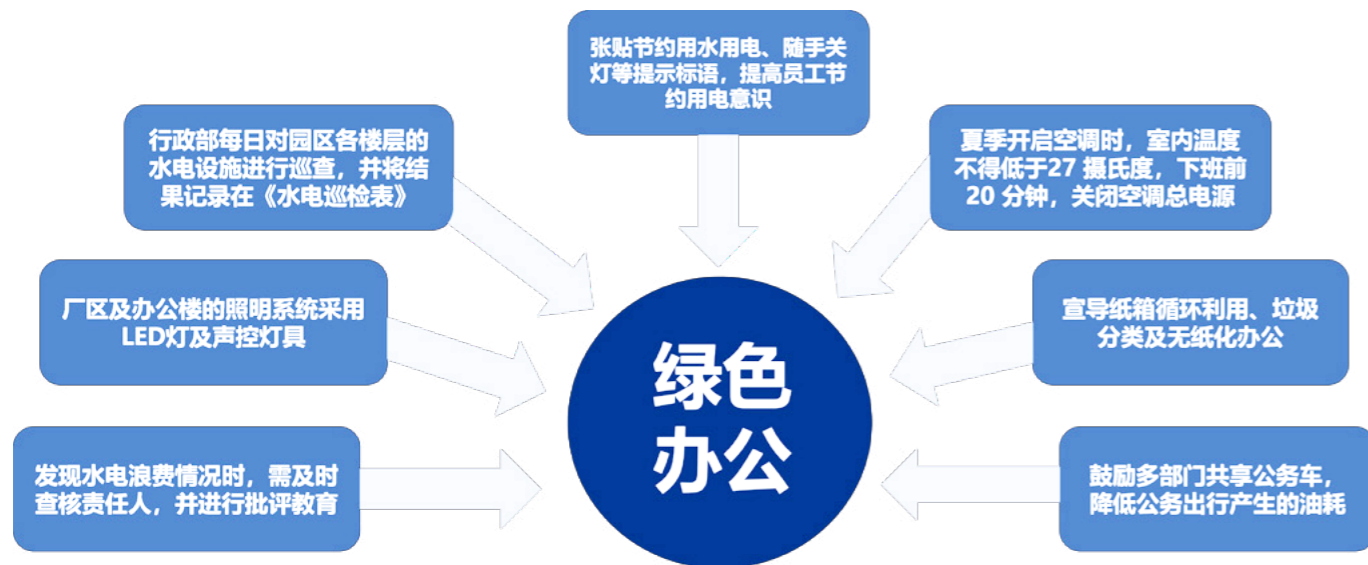 张贴节约用水用电、随手关
灯等提示标语，提高员工节
约用电意识
行政部每日对园区各楼层的
水电设施进行巡查，并将结
果记录在《水电巡检表》
夏季开启空调时，室内温度
不得低于27 摄氏度，下班前
20 分钟，关闭空调总电源
厂区及办公楼的照明系统采用
LED灯及声控灯具
宣导纸箱循环利用、垃圾
分类及无纸化办公
绿色
办公
发现水电浪费情况时，需及时
查核责任人，并进行批评教育
鼓励多部门共享公务车，
降低公务出行产生的油耗